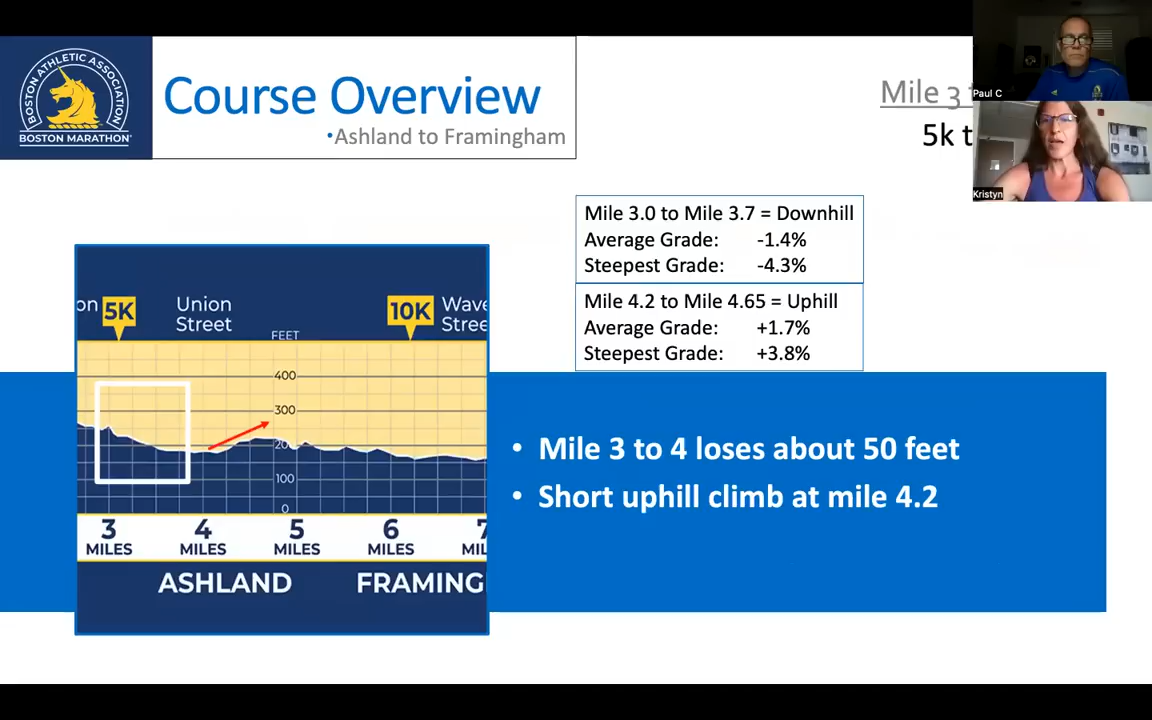 BOSTON ATHLETIC ASSOCIATION
BOSTON MARATHON
Course Overview
•Ashland to Framingham
Mile 3
5k t
Paul C
Kristyn
Mile 3.0 to Mile 3.7 = Downhill
Average Grade: -1.4%
Steepest Grade: -4.3%
Mile 4.2 to Mile 4.65 = Uphill
Average Grade: +1.7%
Steepest Grade: +3.8%
on 5K Union Street
10K Wave Stree
FEET
400
300
200
100
0
3 MILES
4 MILES
5 MILES
6 MILES
7 MIL
ASHLAND
FRAMING
• Mile 3 to 4 loses about 50 feet
• Short uphill climb at mile 4.2